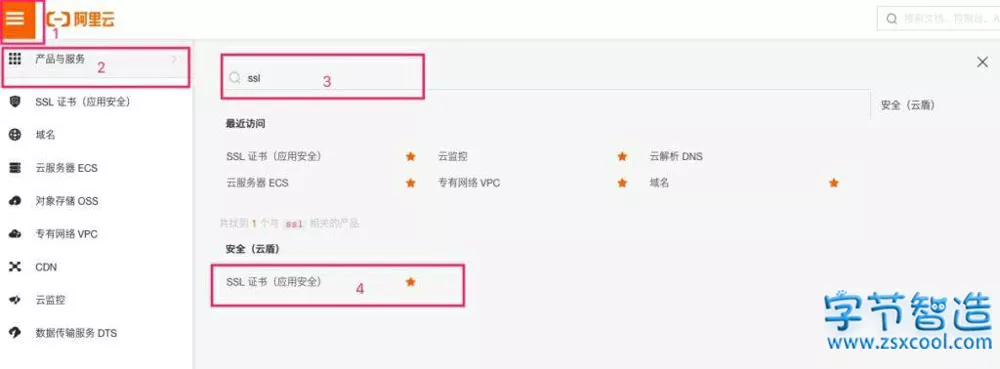 阿里云
搜索文档、控制台、A
1
产品与服务
2
ssl
3
安全（云盾）
SSL 证书（应用安全）
域名
云服务器 ECS
对象存储 OSS
专有网络 VPC
CDN
云监控
数据传输服务 DTS
最近访问
SSL 证书（应用安全） 云监控 云解析 DNS
云服务器 ECS 专有网络 VPC 域名
共找到 1 个与 ssl 相关的产品
安全（云盾）
SSL 证书（应用安全） 4
字节智造
www.zsxcool.com